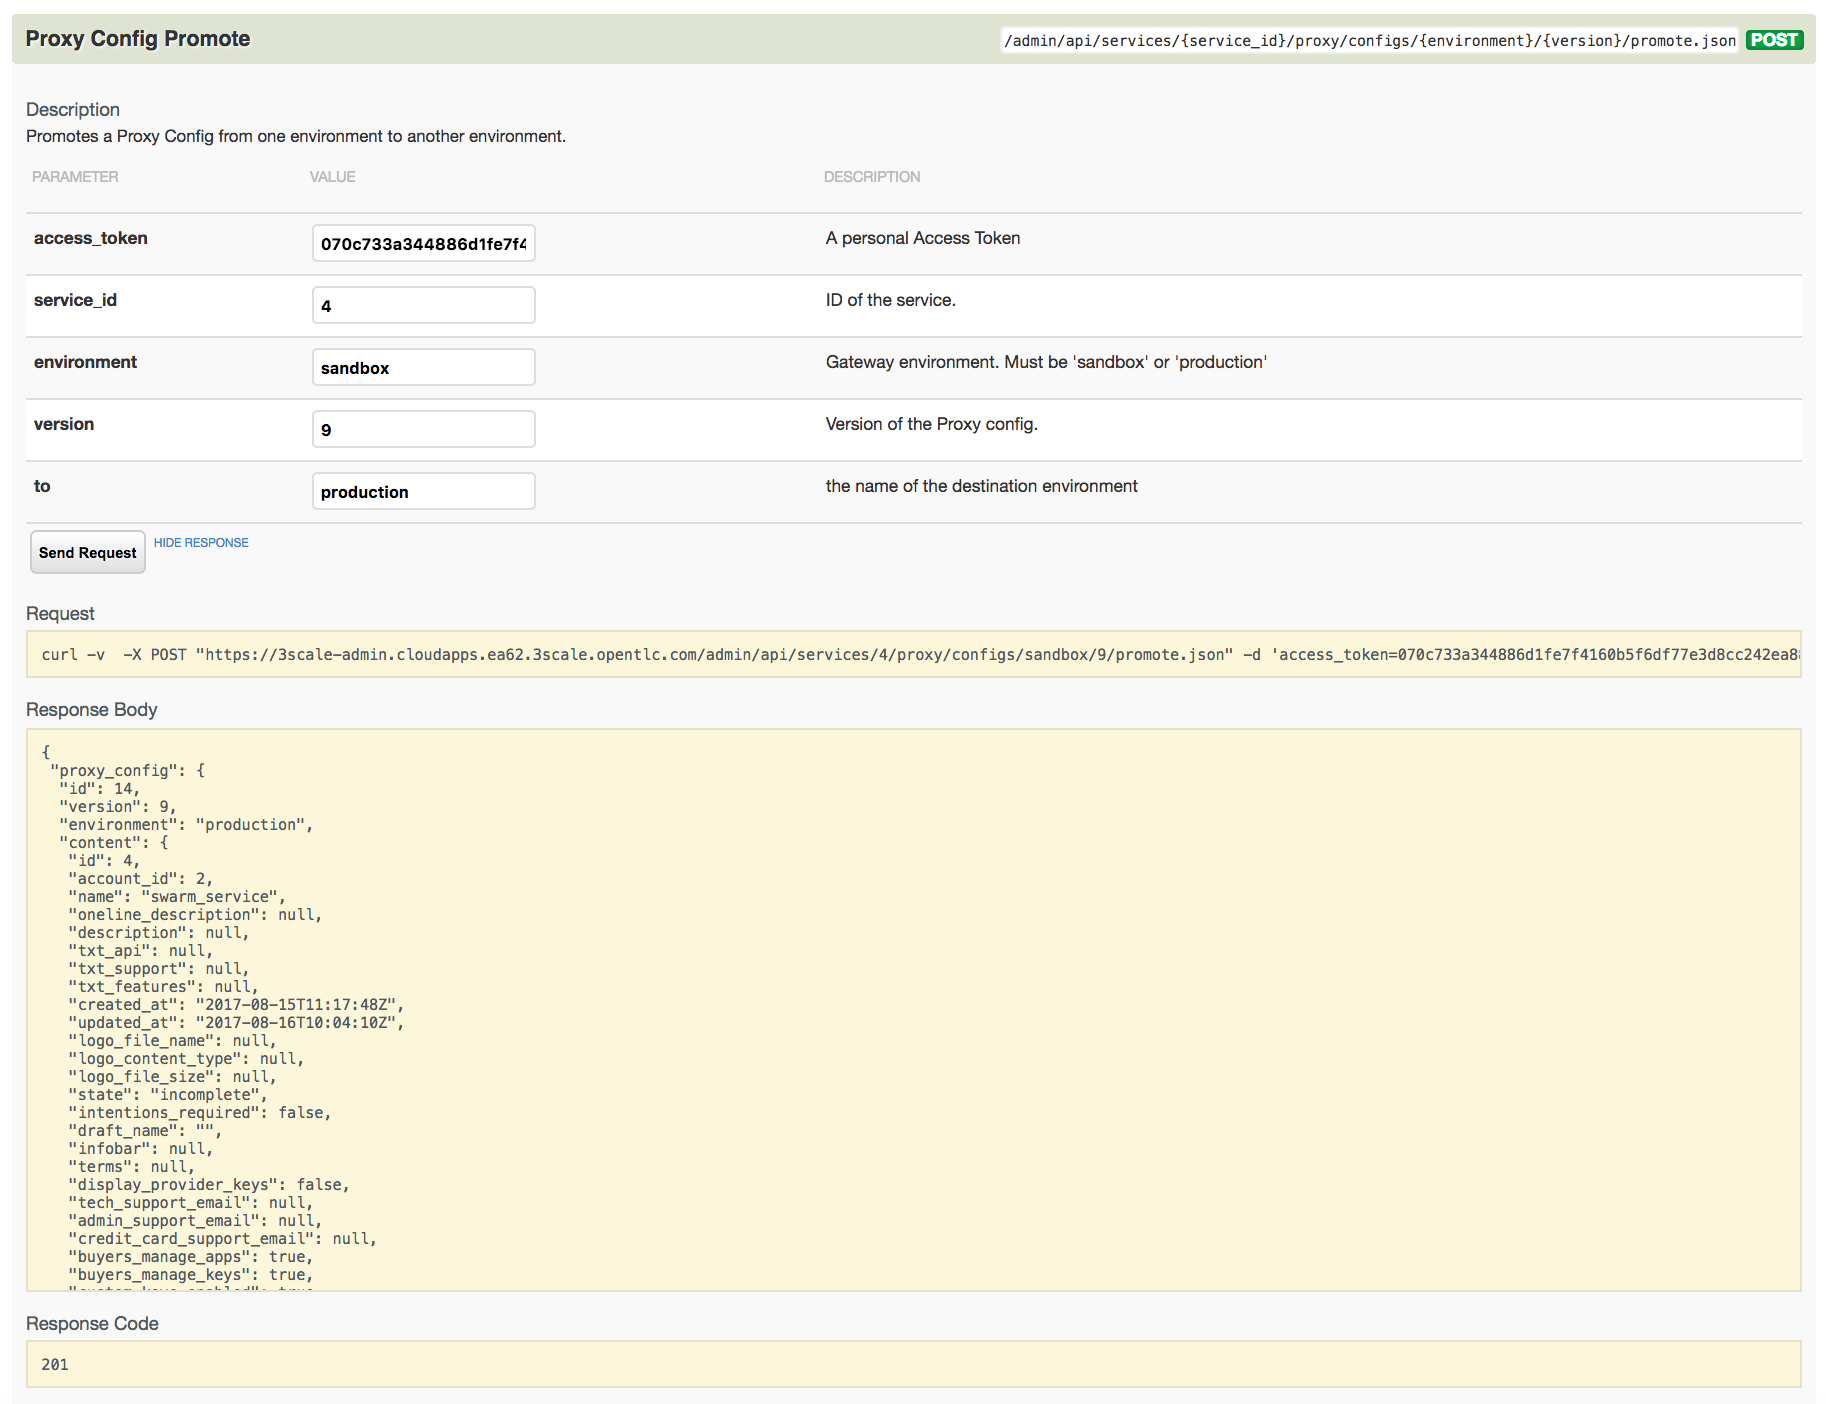 Proxy Config Promote
/admin/api/services/{service_id}/proxy/configs/{environment}/{version}/promote.json POST
Description
Promotes a Proxy Config from one environment to another environment.
PARAMETER VALUE DESCRIPTION
access_token 070c733a344886d1fe7f4 A personal Access Token
service_id 4 ID of the service.
environment sandbox Gateway environment. Must be 'sandbox' or 'production'
version 9 Version of the Proxy config.
to production the name of the destination environment
Send Request HIDE RESPONSE
Request
curl -v  -X POST "https://3scale-admin.cloudapps.ea62.3scale.opentlc.com/admin/api/services/4/proxy/configs/sandbox/9/promote.json" -d 'access_token=070c733a344886d1fe7f4160b5f6df77e3d8cc242ea8
Response Body
{
"proxy_config": {
"id": 14,
"version": 9,
"environment": "production",
"content": {
"id": 4,
"account_id": 2,
"name": "swarm_service",
"oneline_description": null,
"description": null,
"txt_api": null,
"txt_support": null,
"txt_features": null,
"created_at": "2017-08-15T11:17:48Z",
"updated_at": "2017-08-16T10:04:10Z",
"logo_file_name": null,
"logo_content_type": null,
"logo_file_size": null,
"state": "incomplete",
"intentions_required": false,
"draft_name": "",
"infobar": null,
"terms": null,
"display_provider_keys": false,
"tech_support_email": null,
"admin_support_email": null,
"credit_card_support_email": null,
"buyers_manage_apps": true,
"buyers_manage_keys": true,
Response Code
201